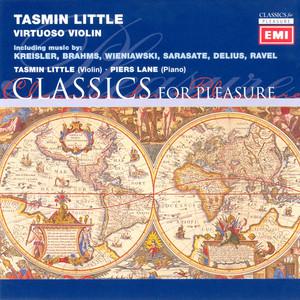 TASMIN LITTLE
VIRTUOSO VIOLIN
Including music by:
KREISLER, BRAHMS, WIENIAWSKI, SARASATE, DELIUS, RAVEL
TASMIN LITTLE (Violin) · PIERS LANE (Piano)
CLASSICS for
PLEASURE
EMI
CLASSICS FOR PLEASURE